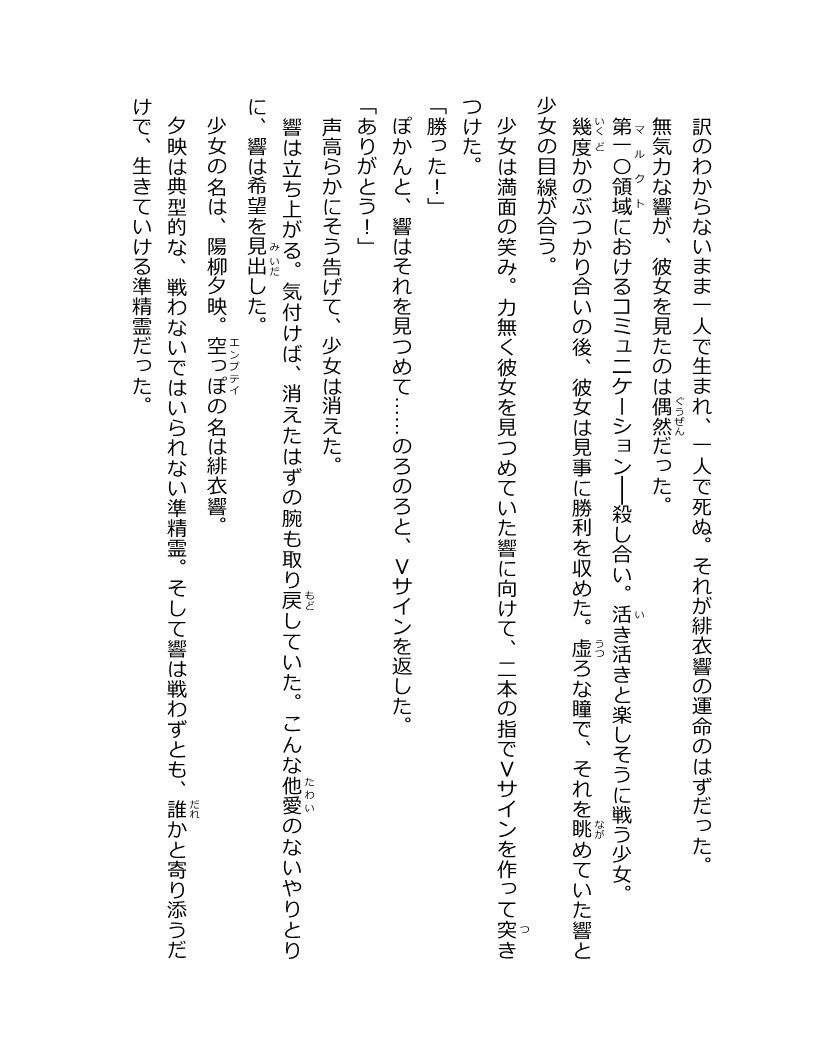 訳のわからないまま一人で生まれ、一人で死ぬ。それが緋衣響の運命のはずだった。
無気力な響が、彼女を見たのは偶然だった。
第一〇領域におけるコミュニケーション――殺し合い。活き活きと楽しそうに戦う少女。
幾度かのぶつかり合いの後、彼女は見事に勝利を収めた。虚ろな瞳で、それを眺めていた響と
少女の目線が合う。
少女は満面の笑み。力無く彼女を見つめていた響に向けて、二本の指でVサインを作って突き
つけた。
「勝った！」
ぽかんと、響はそれを見つめて……のろのろと、Vサインを返した。
「ありがとう！」
声高らかにそう告げて、少女は消えた。
響は立ち上がる。気付けば、消えたはずの腕も取り戻していた。こんな他愛のないやりとり
に、響は希望を見出した。
少女の名は、陽柳夕映。空っぽの名は緋衣響。
夕映は典型的な、戦わないではいられない準精霊。そして響は戦わずとも、誰かと寄り添うだ
けで、生きていける準精霊だった。